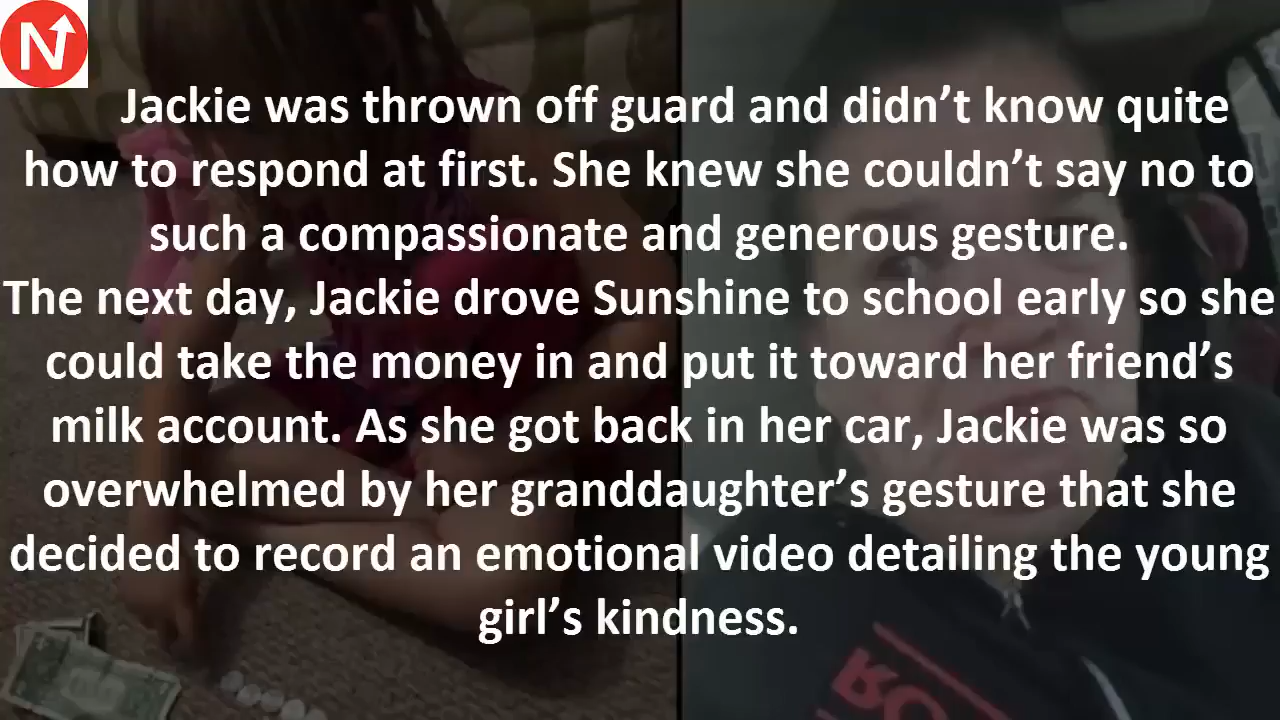 N
Jackie was thrown off guard and didn’t know quite
how to respond at first. She knew she couldn’t say no to
such a compassionate and generous gesture.
The next day, Jackie drove Sunshine to school early so she
could take the money in and put it toward her friend’s
milk account. As she got back in her car, Jackie was so
overwhelmed by her granddaughter’s gesture that she
decided to record an emotional video detailing the young
girl’s kindness.